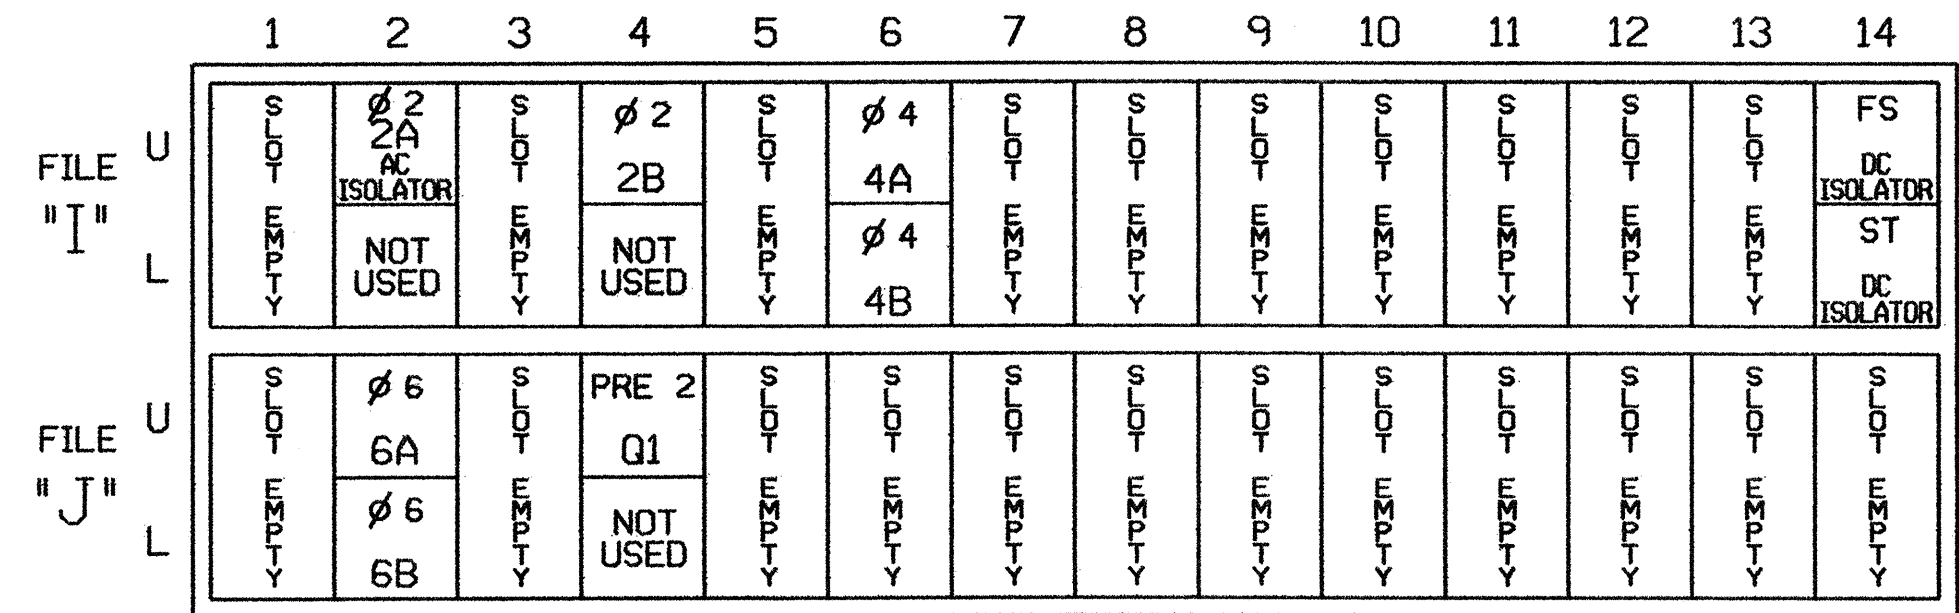 1 2 3 4 5 6 7 8 9 10 11 12 13 14
FILE
"I"
U
L
SLOT EMPTY
Ø 2
2A
AC
ISOLATOR
NOT
USED
SLOT EMPTY
Ø 2
2B
NOT
USED
SLOT EMPTY
Ø 4
4A
Ø 4
4B
SLOT EMPTY
SLOT EMPTY
SLOT EMPTY
SLOT EMPTY
SLOT EMPTY
SLOT EMPTY
SLOT EMPTY
FS
DC
ISOLATOR
ST
DC
ISOLATOR
FILE
"J"
U
L
SLOT EMPTY
Ø 6
6A
Ø 6
6B
SLOT EMPTY
PRE 2
Q1
NOT
USED
SLOT EMPTY
SLOT EMPTY
SLOT EMPTY
SLOT EMPTY
SLOT EMPTY
SLOT EMPTY
SLOT EMPTY
SLOT EMPTY
SLOT EMPTY
SLOT EMPTY